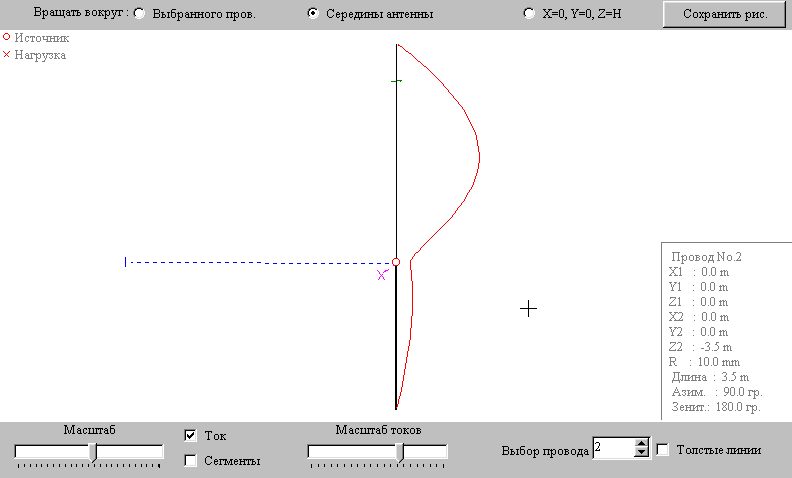 Вращать вокруг : Выбранного пров. Середины антенны X=0, Y=0, Z=H Сохранить рис.
Источник
Нагрузка
X
Провод No.2
X1 : 0.0 m
Y1 : 0.0 m
Z1 : 0.0 m
X2 : 0.0 m
Y2 : 0.0 m
Z2 : -3.5 m
R : 10.0 mm
Длина : 3.5 m
Азим. : 90.0 гр.
Зенит.: 180.0 гр.
Масштаб Ток Масштаб токов
Сегменты Выбор провода 2 Толстые линии